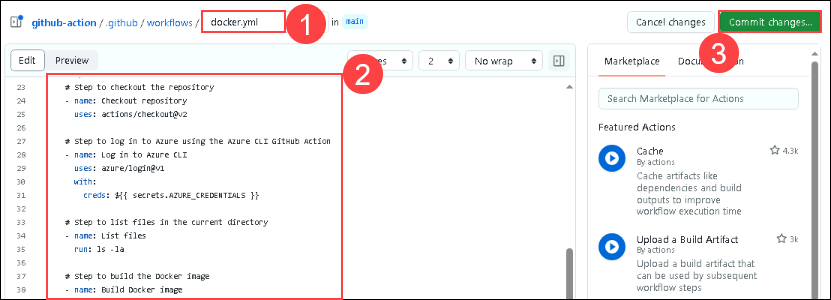 github-action / .github / workflows / docker.yml in main
Cancel changes
Commit changes...
1
2
3
Edit
Preview
2
No wrap
23 # Step to checkout the repository
24 - name: Checkout repository
25 uses: actions/checkout@v2
26
27 # Step to log in to Azure using the Azure CLI GitHub Action
28 - name: Log in to Azure CLI
29 uses: azure/login@v1
30 with:
31 creds: ${{ secrets.AZURE_CREDENTIALS }}
32
33 # Step to list files in the current directory
34 - name: List files
35 run: ls -la
36
37 # Step to build the Docker image
38 - name: Build Docker image
Marketplace
Search Marketplace for Actions
Featured Actions
Cache
4.3k
By actions
Cache artifacts like
dependencies and build
outputs to improve
workflow execution time
Upload a Build Artifact
3k
By actions
Upload a build artifact that
can be used by subsequent
workflow steps